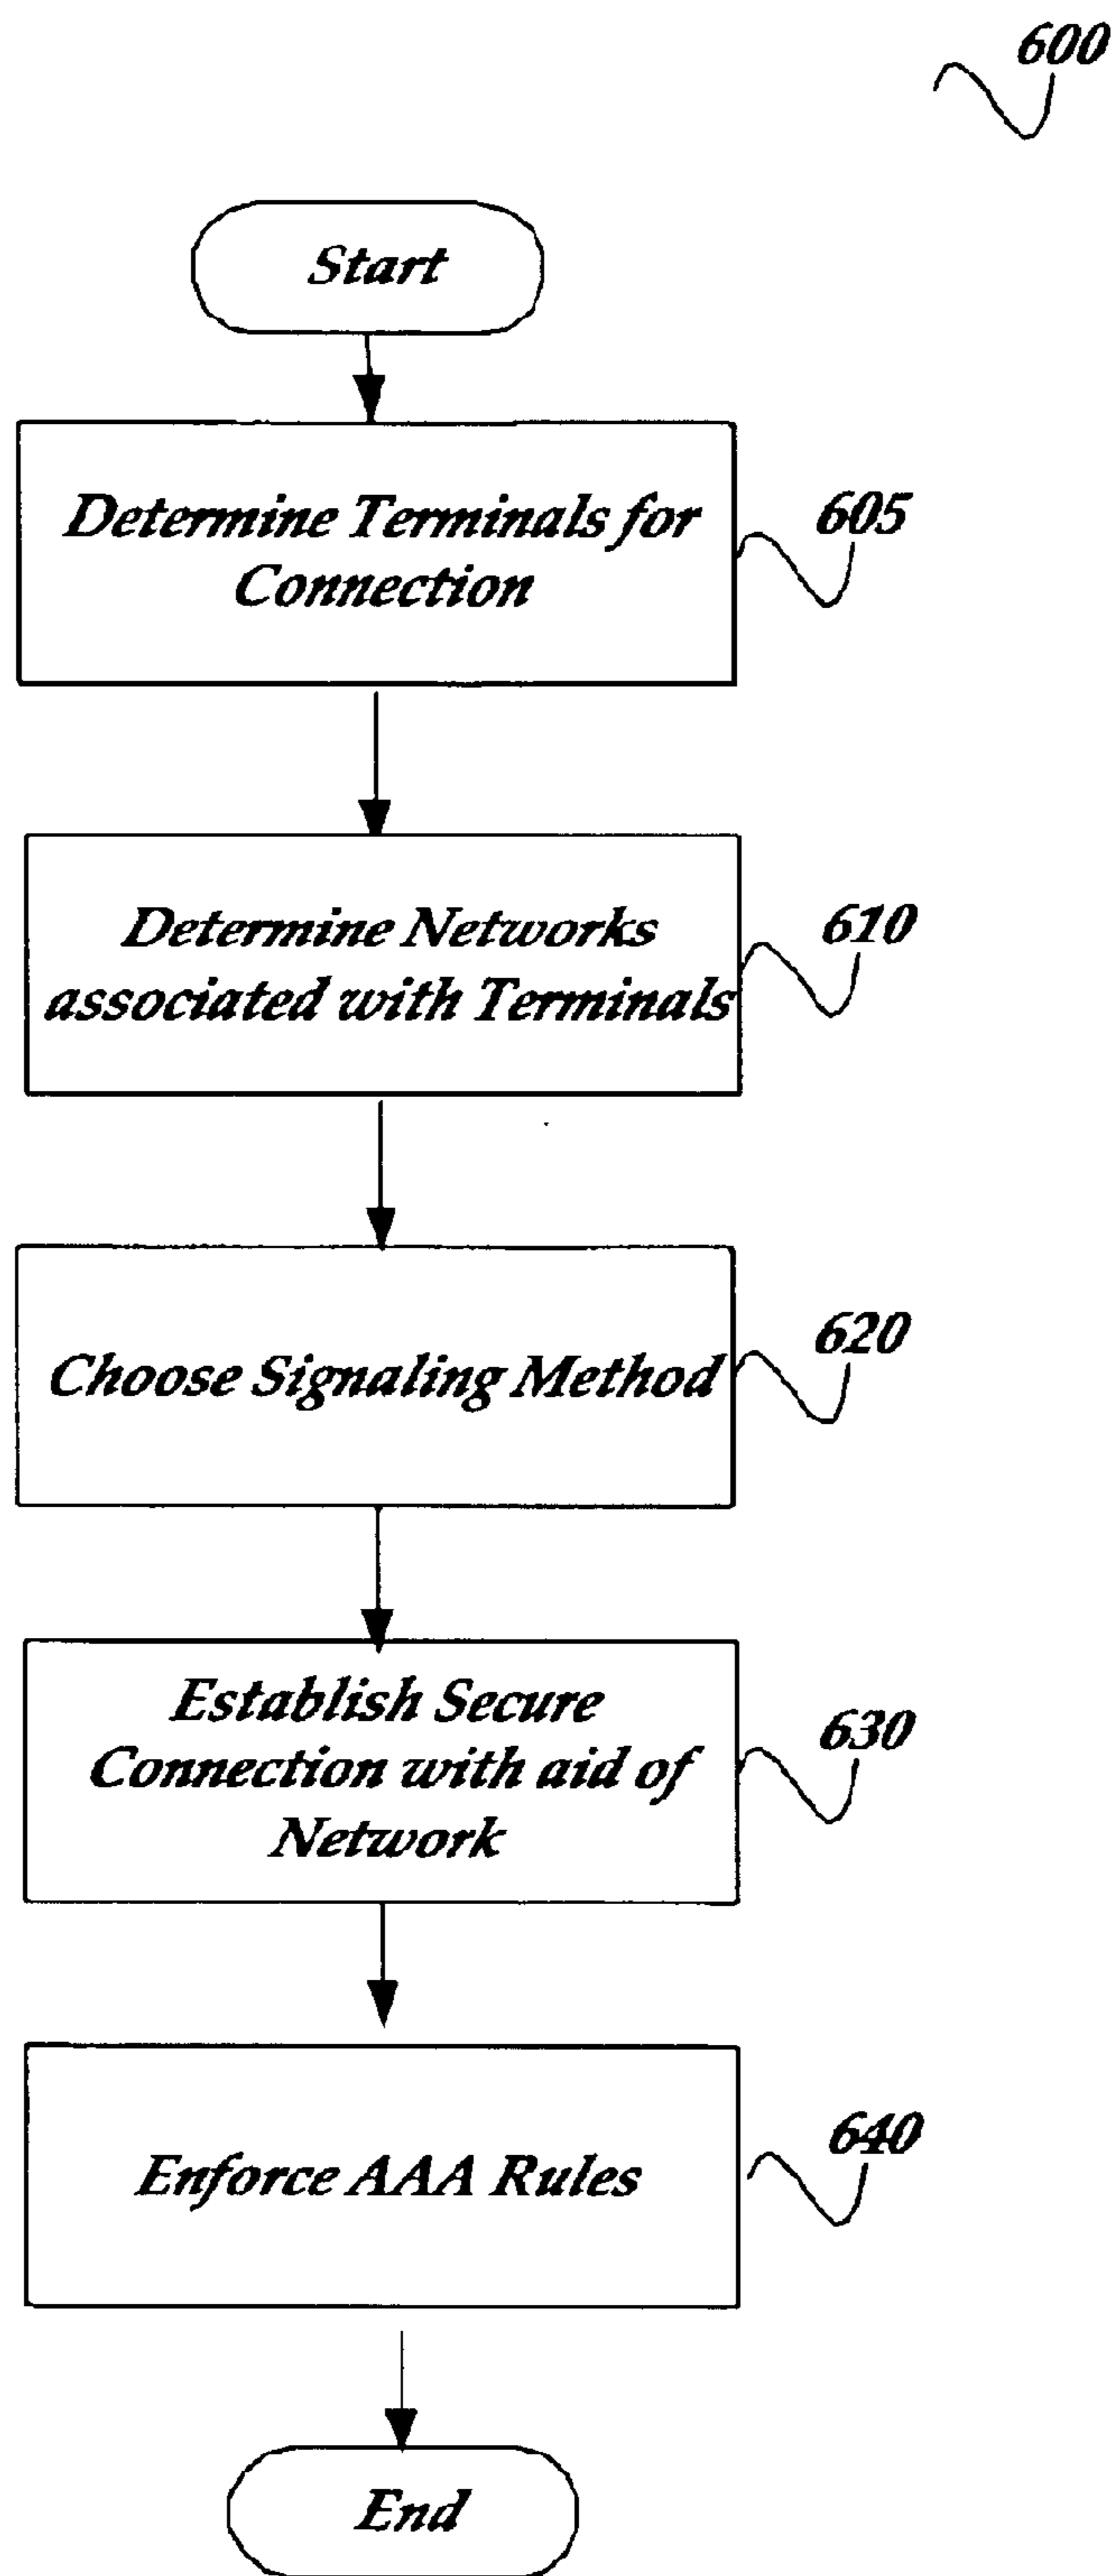 600
Start
Determine Terminals for
Connection
605
Determine Networks
associated with Terminals
610
Choose Signaling Method
620
Establish Secure
Connection with aid of
Network
630
Enforce AAA Rules
640
End